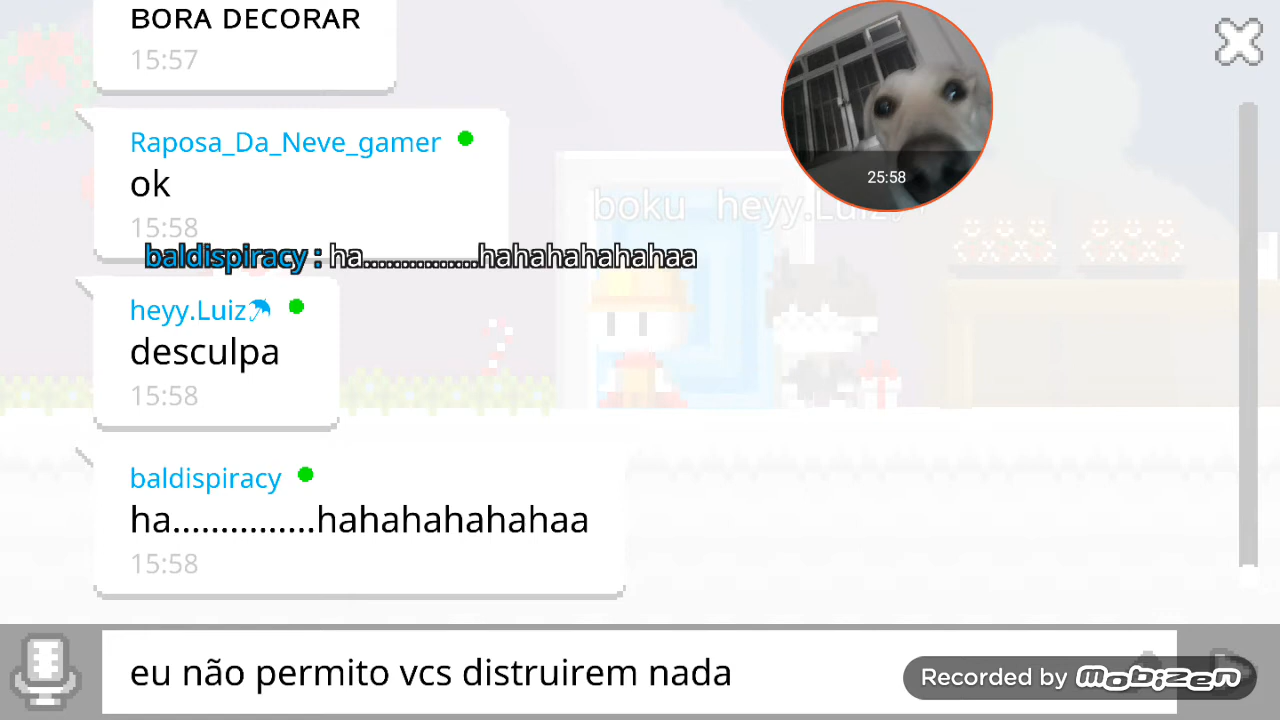 BORA DECORAR
15:57
Raposa_Da_Neve_gamer
ok
15:58
baldispiracy : ha...............hahahahahahaa
boku heyy.Luiz
25:58
heyy.Luiz☂
desculpa
15:58
baldispiracy
ha...............hahahahahahaa
15:58
eu não permito vcs distruirem nada
Recorded by mobizen